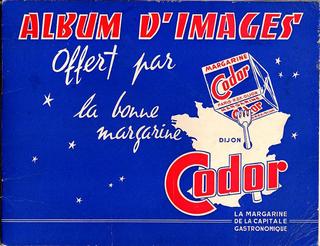 ALBUM D'IMAGES
Offert par
la bonne
margarine
MARGARINE
Codor
Codor
DIJON
Codor
LA MARGARINE
DE LA CAPITALE
GASTRONOMIQUE